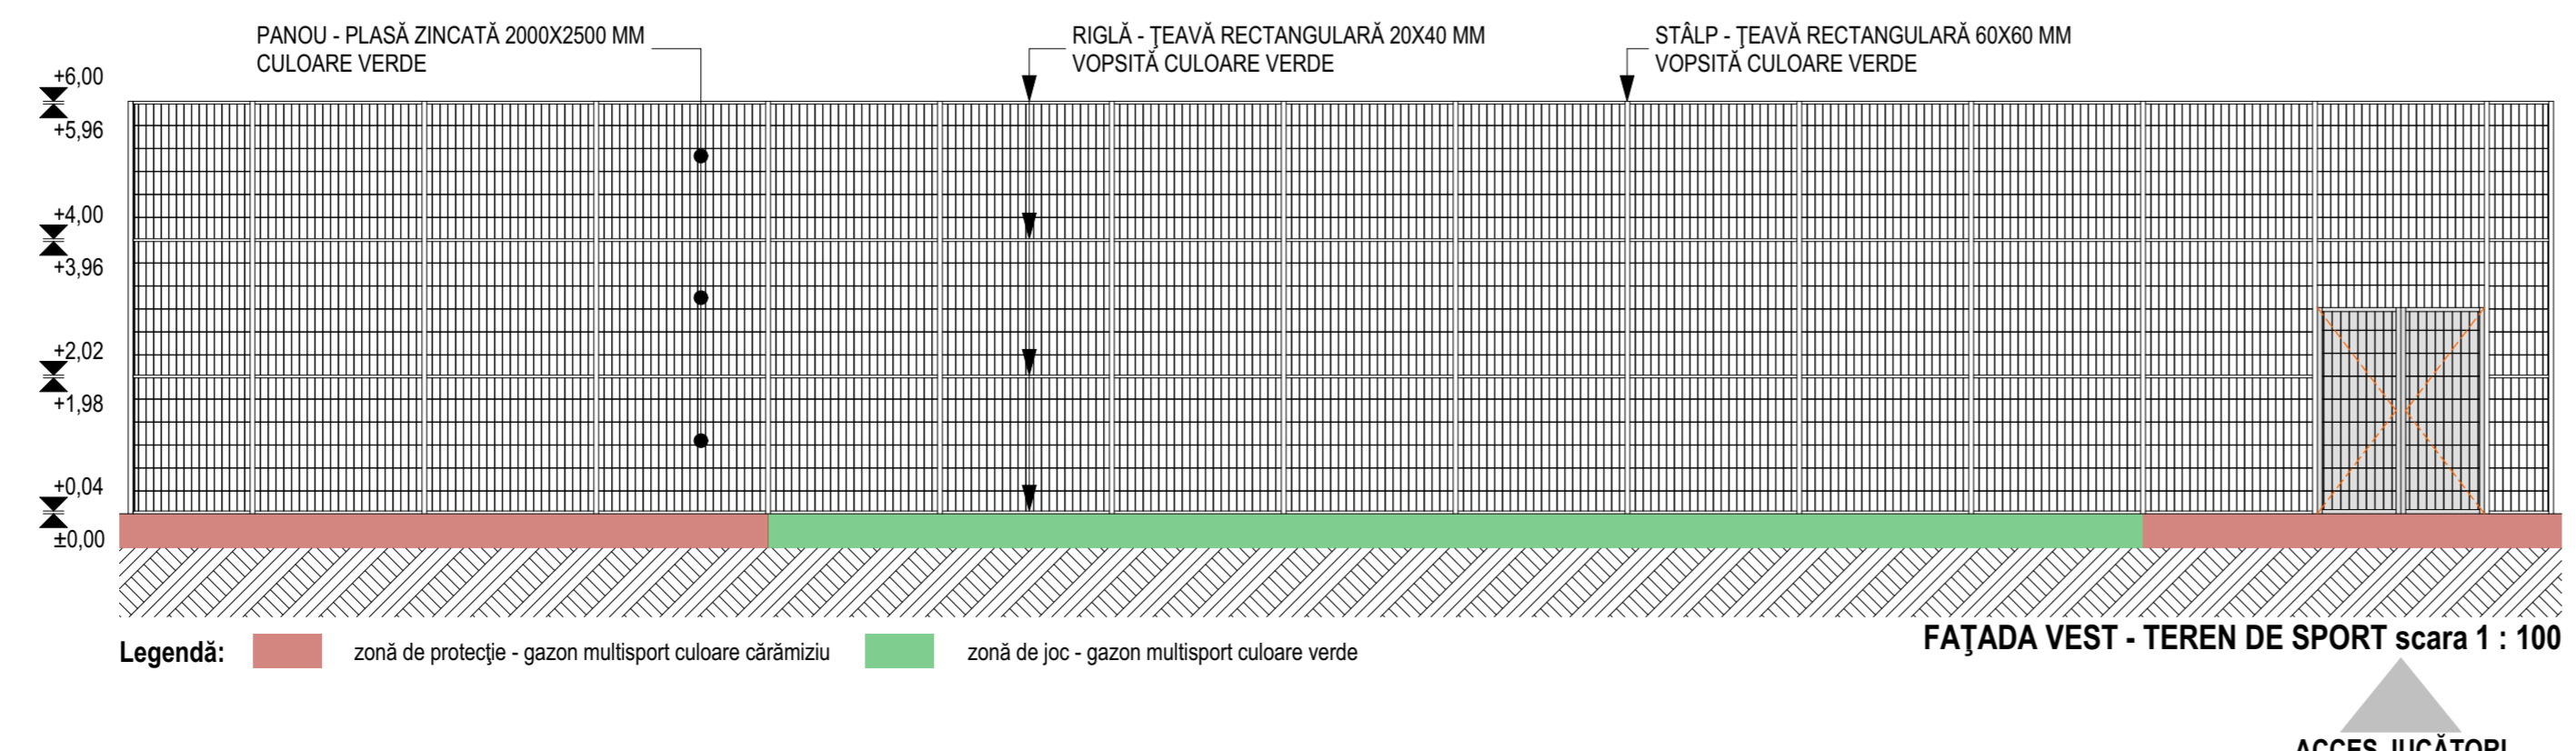 PANOU - PLASĂ ZINCATĂ 2000X2500 MM
CULOARE VERDE
RIGLĂ - ŢEAVĂ RECTANGULARĂ 20X40 MM
VOPSITĂ CULOARE VERDE
STÂLP - ŢEAVĂ RECTANGULARĂ 60X60 MM
VOPSITĂ CULOARE VERDE
+6,00
+5,96
+4,00
+3,96
+2,02
+1,98
+0,04
±0,00
Legendă:
zonă de protecţie - gazon multisport culoare cărămiziu
zonă de joc - gazon multisport culoare verde
FAŢADA VEST - TEREN DE SPORT scara 1 : 100
ACCES JUCĂTORI